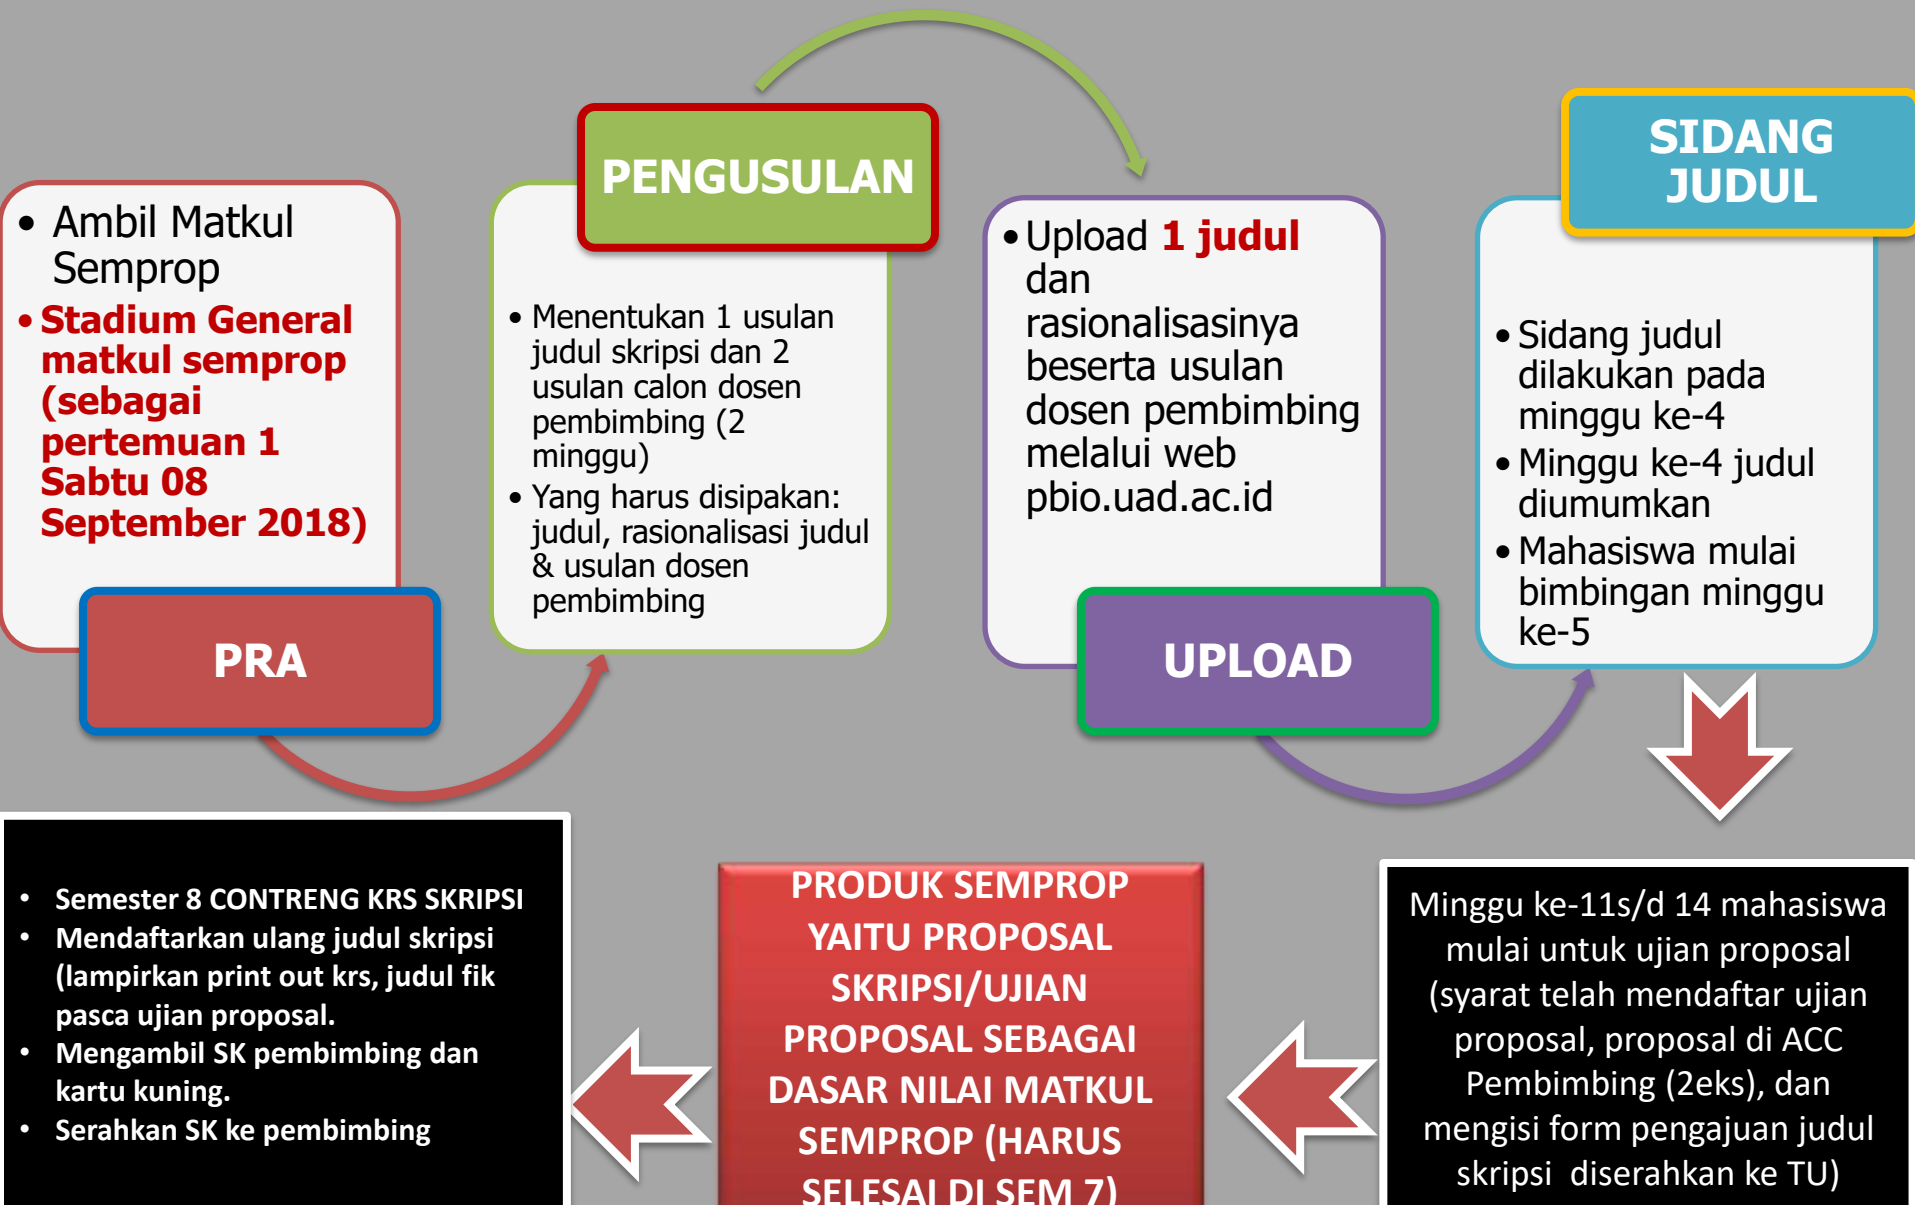 PRA
• Ambil Matkul
Semprop
• Stadium General
matkul semprop
(sebagai
pertemuan 1
Sabtu 08
September 2018)
PENGUSULAN
• Menentukan 1 usulan
judul skripsi dan 2
usulan calon dosen
pembimbing (2
minggu)
• Yang harus disipakan:
judul, rasionalisasi judul
& usulan dosen
pembimbing
UPLOAD
• Upload 1 judul
dan
rasionalisasinya
beserta usulan
dosen pembimbing
melalui web
pbio.uad.ac.id
SIDANG
JUDUL
• Sidang judul
dilakukan pada
minggu ke-4
• Minggu ke-4 judul
diumumkan
• Mahasiswa mulai
bimbingan minggu
ke-5
Minggu ke-11s/d 14 mahasiswa
mulai untuk ujian proposal
(syarat telah mendaftar ujian
proposal, proposal di ACC
Pembimbing (2eks), dan
mengisi form pengajuan judul
skripsi diserahkan ke TU)
PRODUK SEMPROP
YAITU PROPOSAL
SKRIPSI/UJIAN
PROPOSAL SEBAGAI
DASAR NILAI MATKUL
SEMPROP (HARUS
SELESAI DI SEM 7)
• Semester 8 CONTRENG KRS SKRIPSI
• Mendaftarkan ulang judul skripsi
(lampirkan print out krs, judul fik
pasca ujian proposal.
• Mengambil SK pembimbing dan
kartu kuning.
• Serahkan SK ke pembimbing